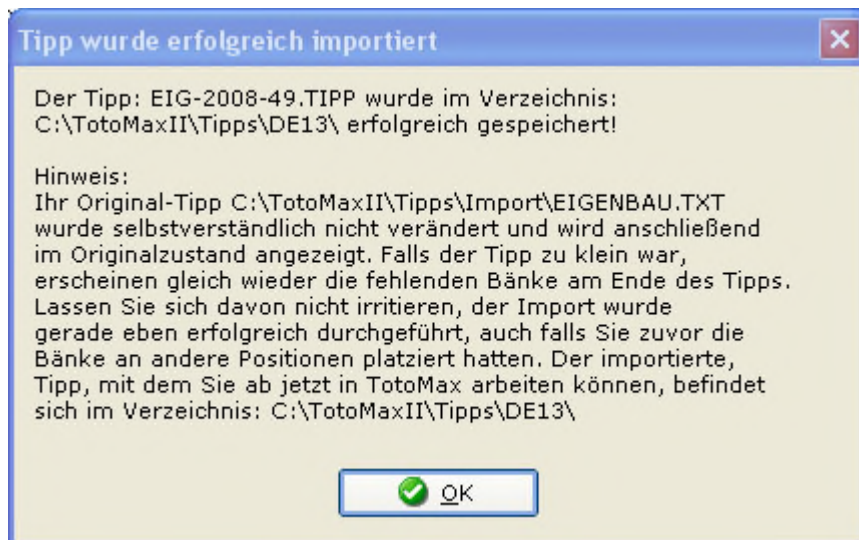 Tipp wurde erfolgreich importiert
Der Tipp: EIG-2008-49.TIPP wurde im Verzeichnis:
C:\TotoMaxII\Tipps\DE13\ erfolgreich gespeichert!
Hinweis:
Ihr Original-Tipp C:\TotoMaxII\Tipps\Import\EIGENBAU.TXT
wurde selbstverständlich nicht verändert und wird anschließend
im Originalzustand angezeigt. Falls der Tipp zu klein war,
erscheinen gleich wieder die fehlenden Bänke am Ende des Tipps.
Lassen Sie sich davon nicht irritieren, der Import wurde
gerade eben erfolgreich durchgeführt, auch falls Sie zuvor die
Bänke an andere Positionen platziert hatten. Der importierte,
Tipp, mit dem Sie ab jetzt in TotoMax arbeiten können, befindet
sich im Verzeichnis: C:\TotoMaxII\Tipps\DE13\
OK